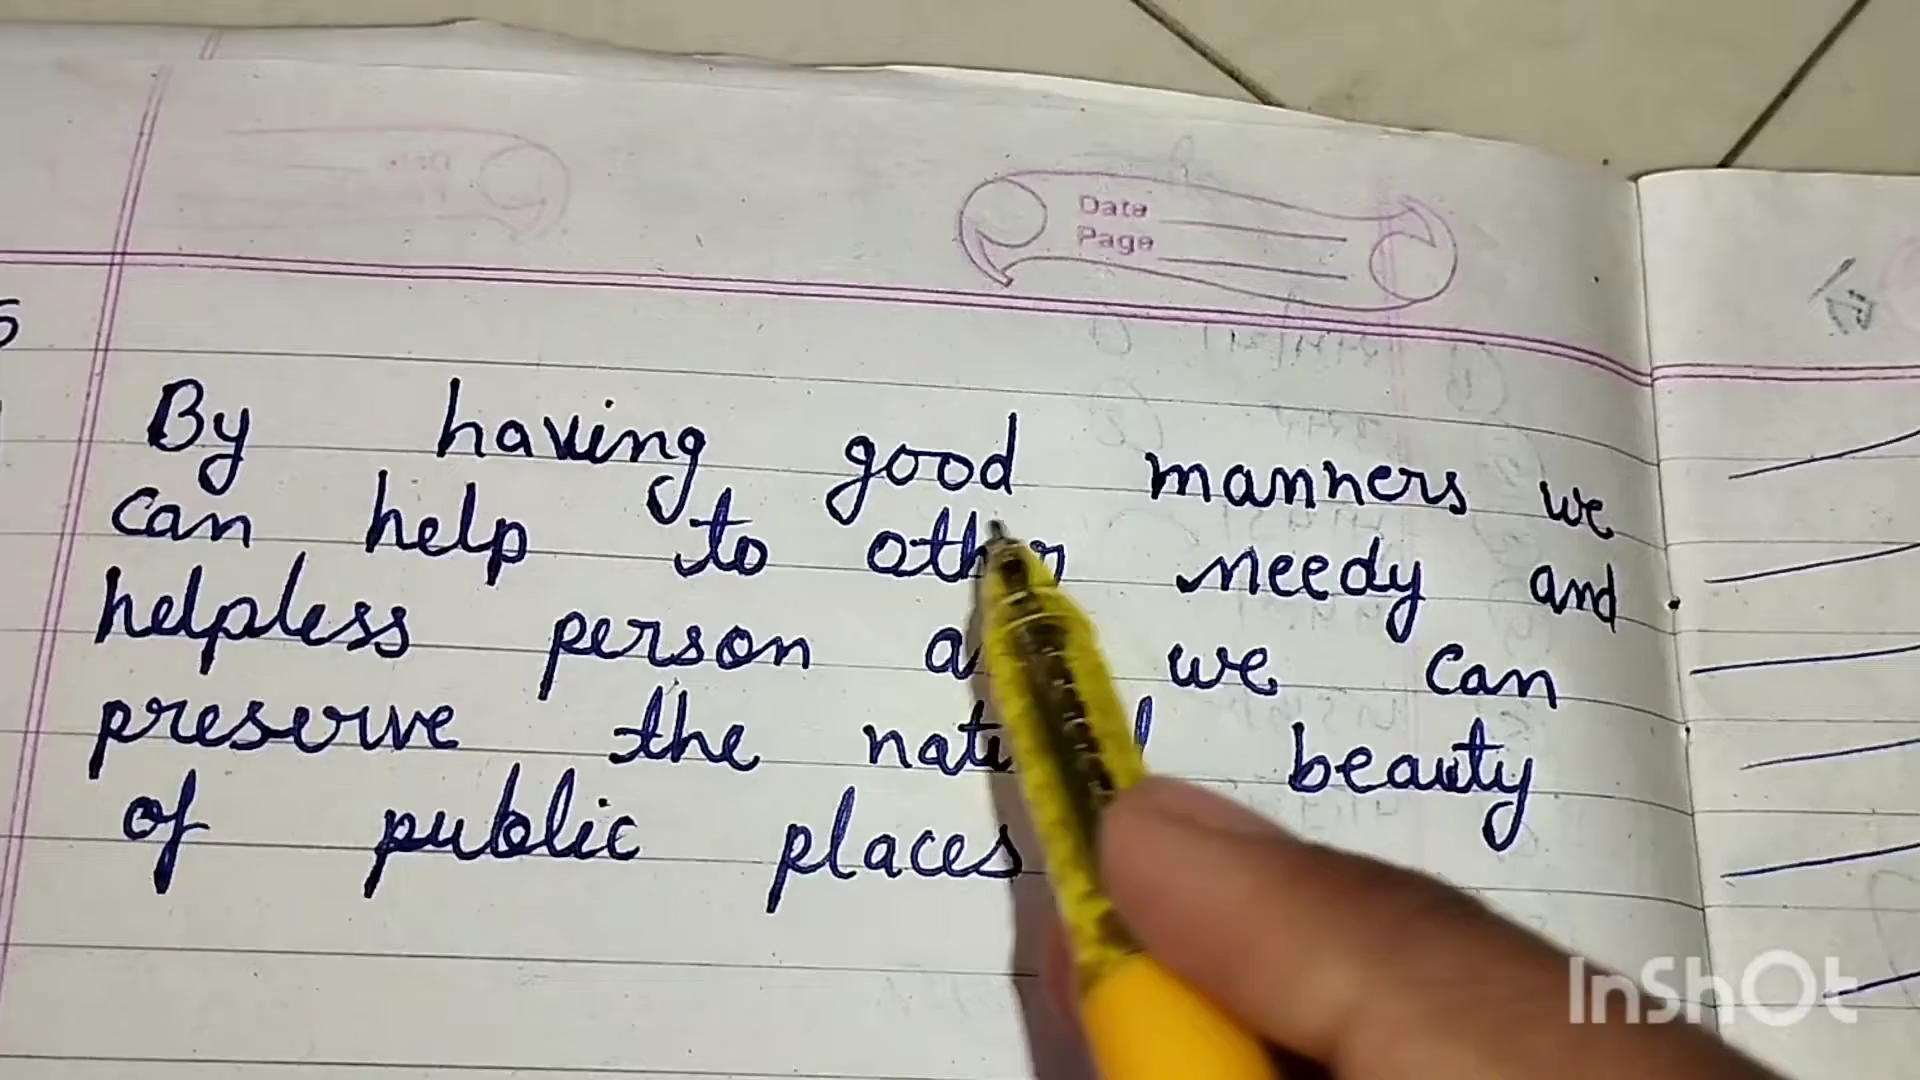 Date
Page
By having good manners we
can help to other needy and
helpless person we can
preserve the beauty
of public places
InShOt